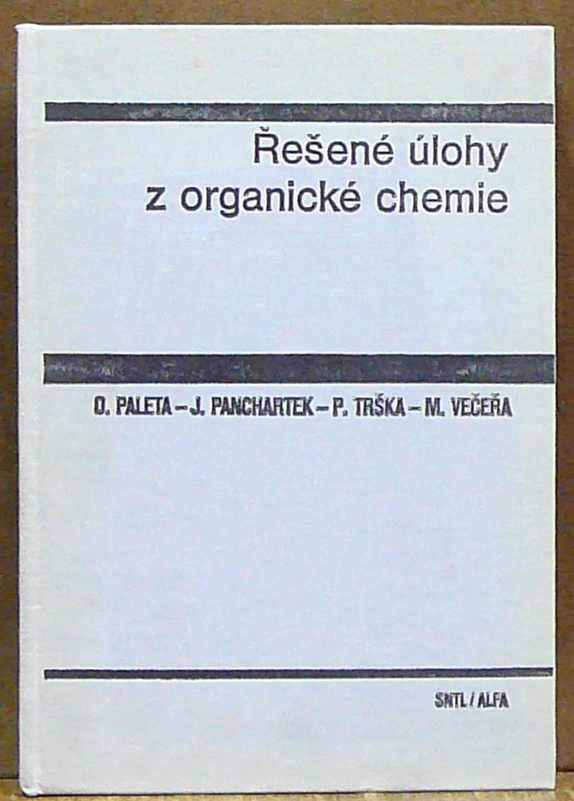 Řešené úlohy
z organické chemie
O. PALETA – J. PANCHARTEK – P. TRŠKA – M. VEČEŘA
SNTL / ALFA